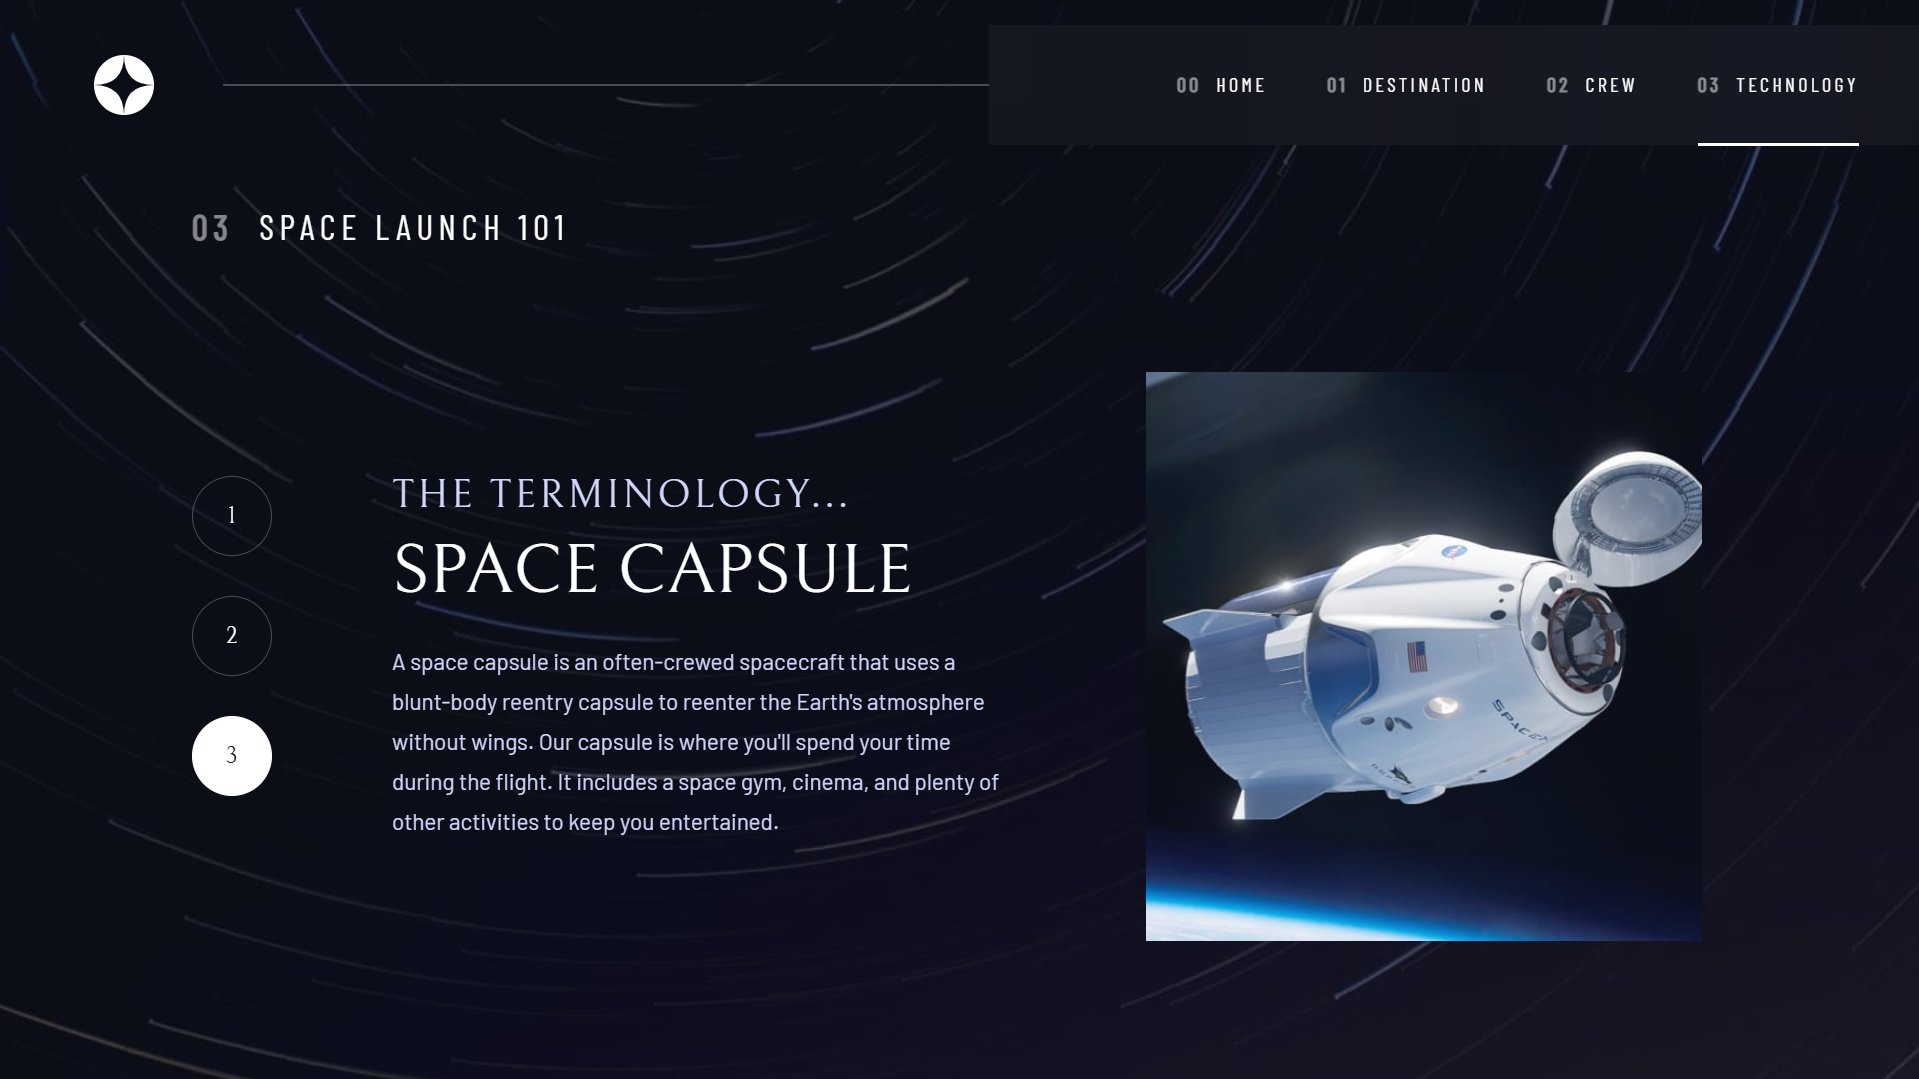 00 HOME 01 DESTINATION 02 CREW 03 TECHNOLOGY
03 SPACE LAUNCH 101
1
2
3
THE TERMINOLOGY...
SPACE CAPSULE
A space capsule is an often-crewed spacecraft that uses a
blunt-body reentry capsule to reenter the Earth's atmosphere
without wings. Our capsule is where you'll spend your time
during the flight. It includes a space gym, cinema, and plenty of
other activities to keep you entertained.
SPACEX